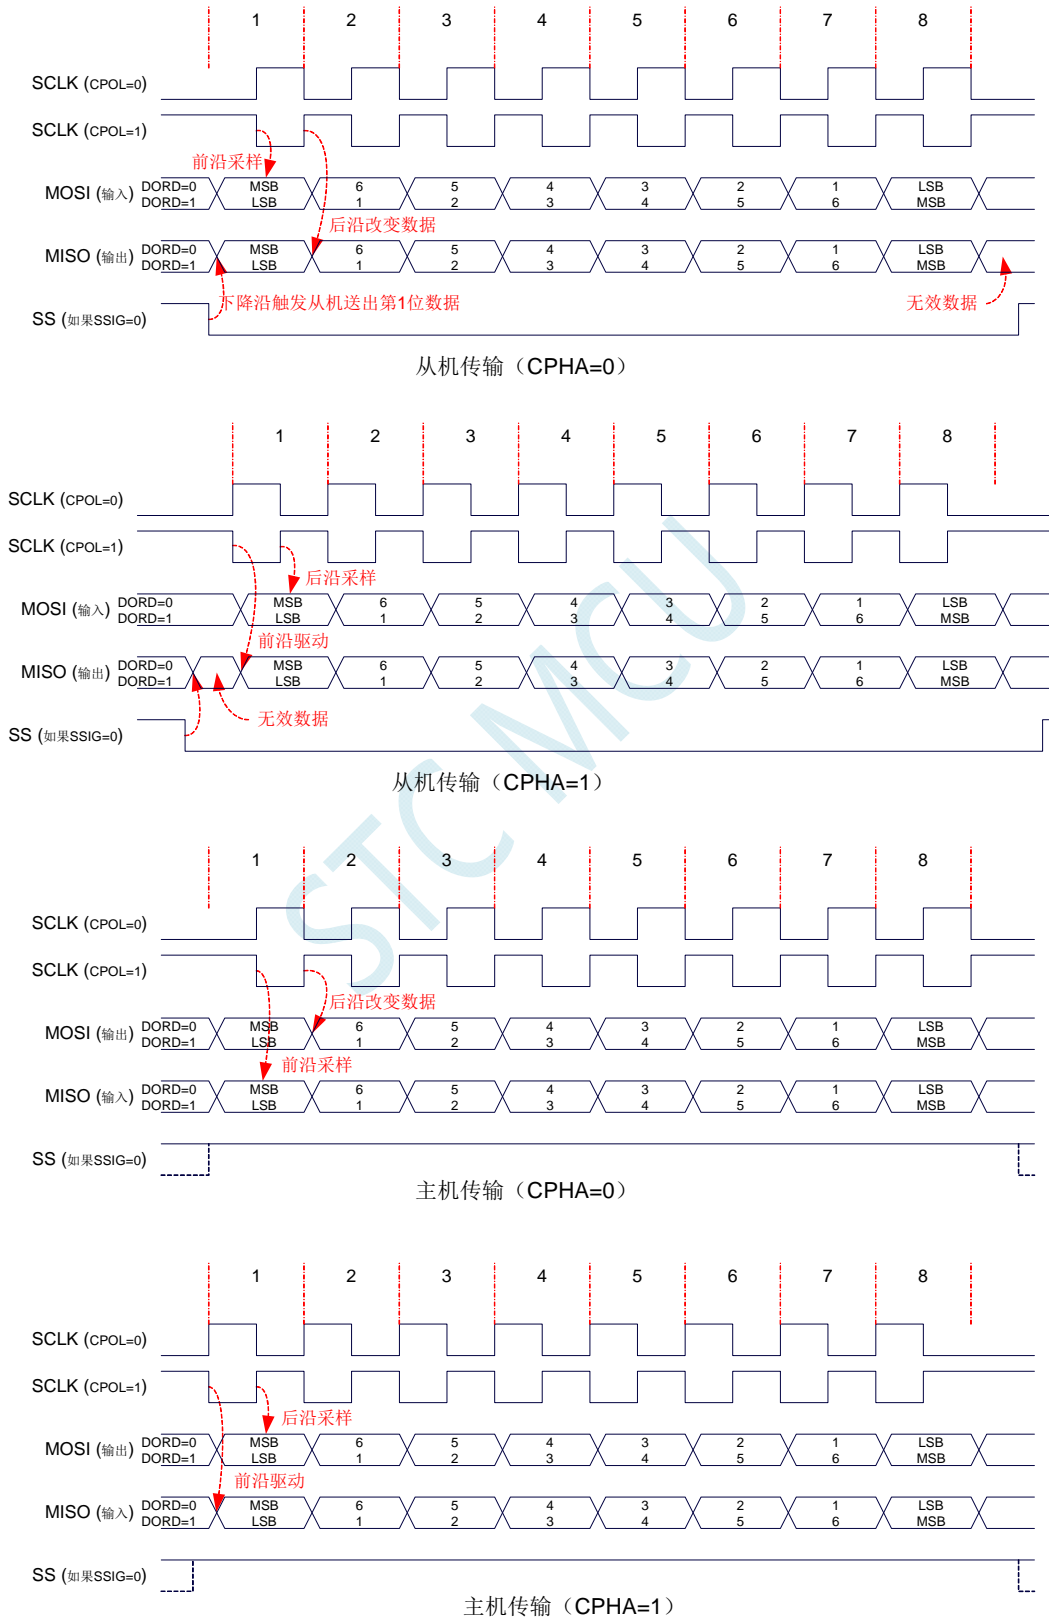 1 2 3 4 5 6 7 8
SCLK (CPOL=0)
SCLK (CPOL=1)
前沿采样
MOSI (输入) DORD=0 MSB 6 5 4 3 2 1 LSB
DORD=1 LSB 1 2 3 4 5 6 MSB
后沿改变数据
MISO (输出) DORD=0 MSB 6 5 4 3 2 1 LSB
DORD=1 LSB 1 2 3 4 5 6 MSB
下降沿触发从机送出第1位数据 无效数据
SS (如果SSIG=0)
从机传输（CPHA=0）
1 2 3 4 5 6 7 8
SCLK (CPOL=0)
SCLK (CPOL=1)
后沿采样
MOSI (输入) DORD=0 MSB 6 5 4 3 2 1 LSB
DORD=1 LSB 1 2 3 4 5 6 MSB
前沿驱动
MISO (输出) DORD=0 MSB 6 5 4 3 2 1 LSB
DORD=1 LSB 1 2 3 4 5 6 MSB
无效数据
SS (如果SSIG=0)
从机传输（CPHA=1）
STC MCU
1 2 3 4 5 6 7 8
SCLK (CPOL=0)
SCLK (CPOL=1)
后沿改变数据
MOSI (输出) DORD=0 MSB 6 5 4 3 2 1 LSB
DORD=1 LSB 1 2 3 4 5 6 MSB
前沿采样
MISO (输入) DORD=0 MSB 6 5 4 3 2 1 LSB
DORD=1 LSB 1 2 3 4 5 6 MSB
SS (如果SSIG=0)
主机传输（CPHA=0）
1 2 3 4 5 6 7 8
SCLK (CPOL=0)
SCLK (CPOL=1)
后沿采样
MOSI (输出) DORD=0 MSB 6 5 4 3 2 1 LSB
DORD=1 LSB 1 2 3 4 5 6 MSB
前沿驱动
MISO (输入) DORD=0 MSB 6 5 4 3 2 1 LSB
DORD=1 LSB 1 2 3 4 5 6 MSB
SS (如果SSIG=0)
主机传输（CPHA=1）